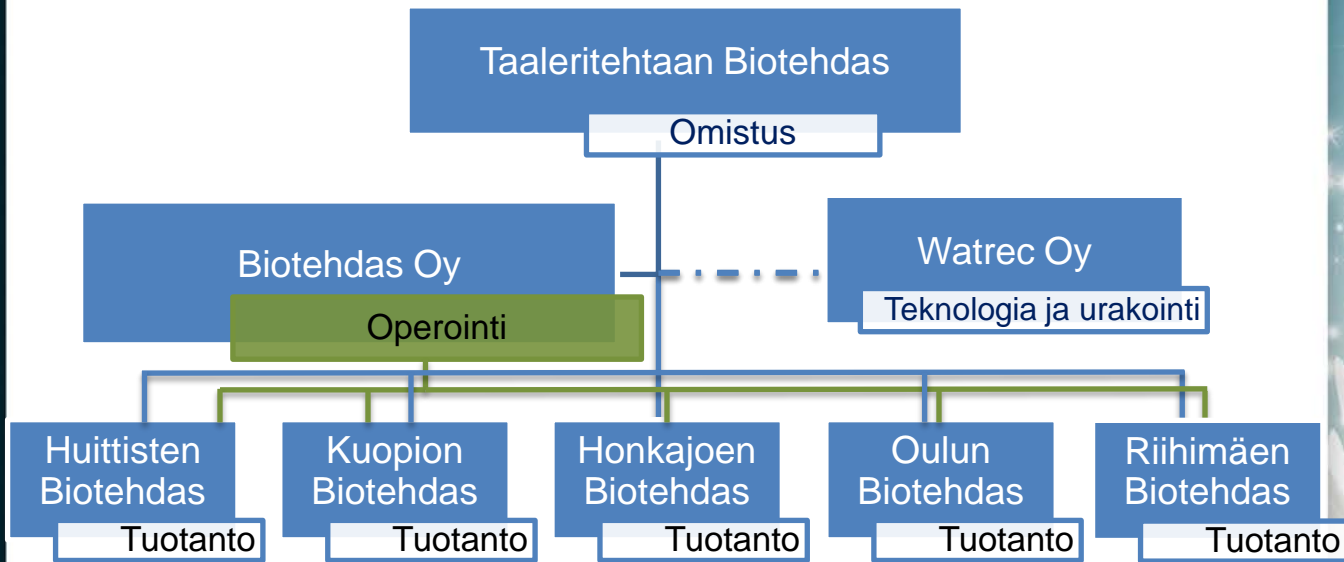 Taaleritehtaan Biotehdas
Omistus
Biotehdas Oy
Operointi
Watrec Oy
Teknologia ja urakointi
Huittisten
Biotehdas
Tuotanto
Kuopion
Biotehdas
Tuotanto
Honkajoen
Biotehdas
Tuotanto
Oulun
Biotehdas
Tuotanto
Riihimäen
Biotehdas
Tuotanto